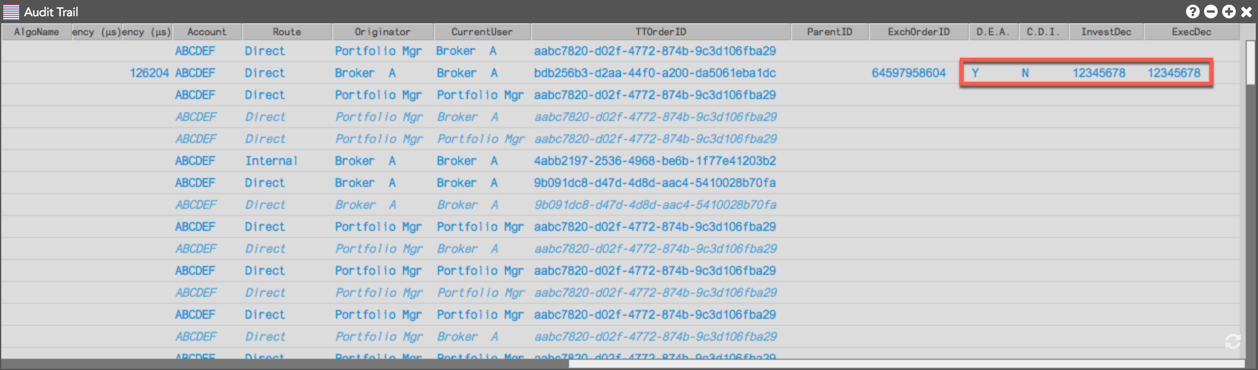 Audit Trail
AlgoName ency (µs) ency (µs) Account Route Originator CurrentUser TTOrderID ParentID ExchOrderID D.E.A. C.D.I. InvestDec ExecDec
ABCDEF Direct Portfolio Mgr Broker A aabc7820-d02f-4772-874b-9c3d106fba29
126204 ABCDEF Direct Broker A Broker A bdb256b3-d2aa-44f0-a200-da5061eba1dc 64597958604 Y N 12345678 12345678
ABCDEF Direct Portfolio Mgr Portfolio Mgr aabc7820-d02f-4772-874b-9c3d106fba29
ABCDEF Direct Portfolio Mgr Broker A aabc7820-d02f-4772-874b-9c3d106fba29
ABCDEF Direct Portfolio Mgr Portfolio Mgr aabc7820-d02f-4772-874b-9c3d106fba29
ABCDEF Internal Broker A Broker A 4abb2197-2536-4968-be6b-1f77e41203b2
ABCDEF Direct Broker A Broker A 9b091dc8-d47d-4d8d-aac4-5410028b70fa
ABCDEF Direct Broker A Broker A 9b091dc8-d47d-4d8d-aac4-5410028b70fa
ABCDEF Direct Portfolio Mgr Portfolio Mgr aabc7820-d02f-4772-874b-9c3d106fba29
ABCDEF Direct Portfolio Mgr Broker A aabc7820-d02f-4772-874b-9c3d106fba29
ABCDEF Direct Portfolio Mgr Portfolio Mgr aabc7820-d02f-4772-874b-9c3d106fba29
ABCDEF Direct Portfolio Mgr Portfolio Mgr aabc7820-d02f-4772-874b-9c3d106fba29
ABCDEF Direct Portfolio Mgr Portfolio Mgr aabc7820-d02f-4772-874b-9c3d106fba29
ABCDEF Direct Portfolio Mgr Broker A aabc7820-d02f-4772-874b-9c3d106fba29
ABCDEF Direct Portfolio Mgr Portfolio Mgr aabc7820-d02f-4772-874b-9c3d106fba29